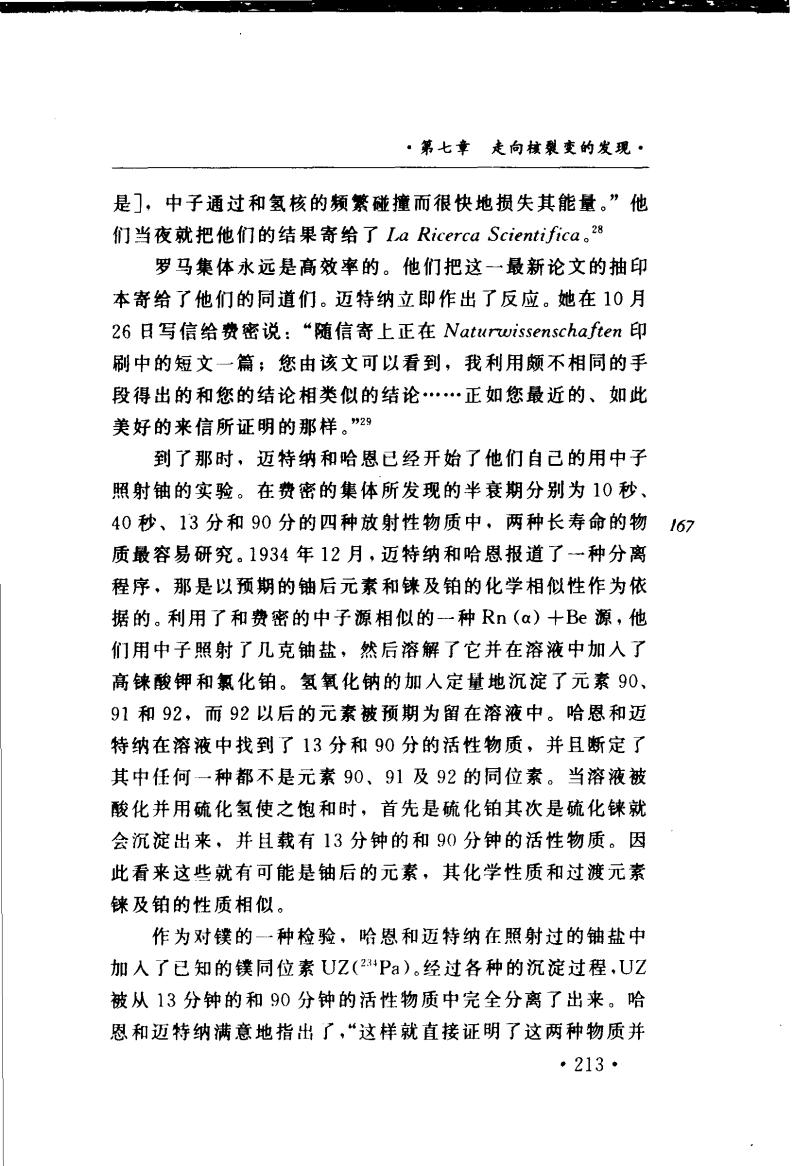 ·第七章 走向核裂变的发现·
是]，中子通过和氢核的频繁碰撞而很快地损失其能量。”他
们当夜就把他们的结果寄给了 La Ricerca Scientifica。²⁸
罗马集体永远是高效率的。他们把这一最新论文的抽印
本寄给了他们的同道们。迈特纳立即作出了反应。她在 10 月
26 日写信给费密说：“随信寄上正在 Naturwissenschaften 印
刷中的短文一篇；您由该文可以看到，我利用颇不相同的手
段得出的和您的结论相类似的结论……正如您最近的、如此
美好的来信所证明的那样。”²⁹
到了那时，迈特纳和哈恩已经开始了他们自己的用中子
照射铀的实验。在费密的集体所发现的半衰期分别为 10 秒、
40 秒、13 分和 90 分的四种放射性物质中，两种长寿命的物
167
质最容易研究。1934 年 12 月，迈特纳和哈恩报道了一种分离
程序，那是以预期的铀后元素和铼及铂的化学相似性作为依
据的。利用了和费密的中子源相似的一种 Rn (α) +Be 源，他
们用中子照射了几克铀盐，然后溶解了它并在溶液中加入了
高铼酸钾和氯化铂。氢氧化钠的加入定量地沉淀了元素 90、
91 和 92，而 92 以后的元素被预期为留在溶液中。哈恩和迈
特纳在溶液中找到了 13 分和 90 分的活性物质，并且断定了
其中任何一种都不是元素 90、91 及 92 的同位素。当溶液被
酸化并用硫化氢使之饱和时，首先是硫化铂其次是硫化铼就
会沉淀出来，并且载有 13 分钟的和 90 分钟的活性物质。因
此看来这些就有可能是铀后的元素，其化学性质和过渡元素
铼及铂的性质相似。
作为对镤的一种检验，哈恩和迈特纳在照射过的铀盐中
加入了已知的镤同位素 UZ(²³⁴Pa)。经过各种的沉淀过程，UZ
被从 13 分钟的和 90 分钟的活性物质中完全分离了出来。哈
恩和迈特纳满意地指出了，“这样就直接证明了这两种物质并
·213·